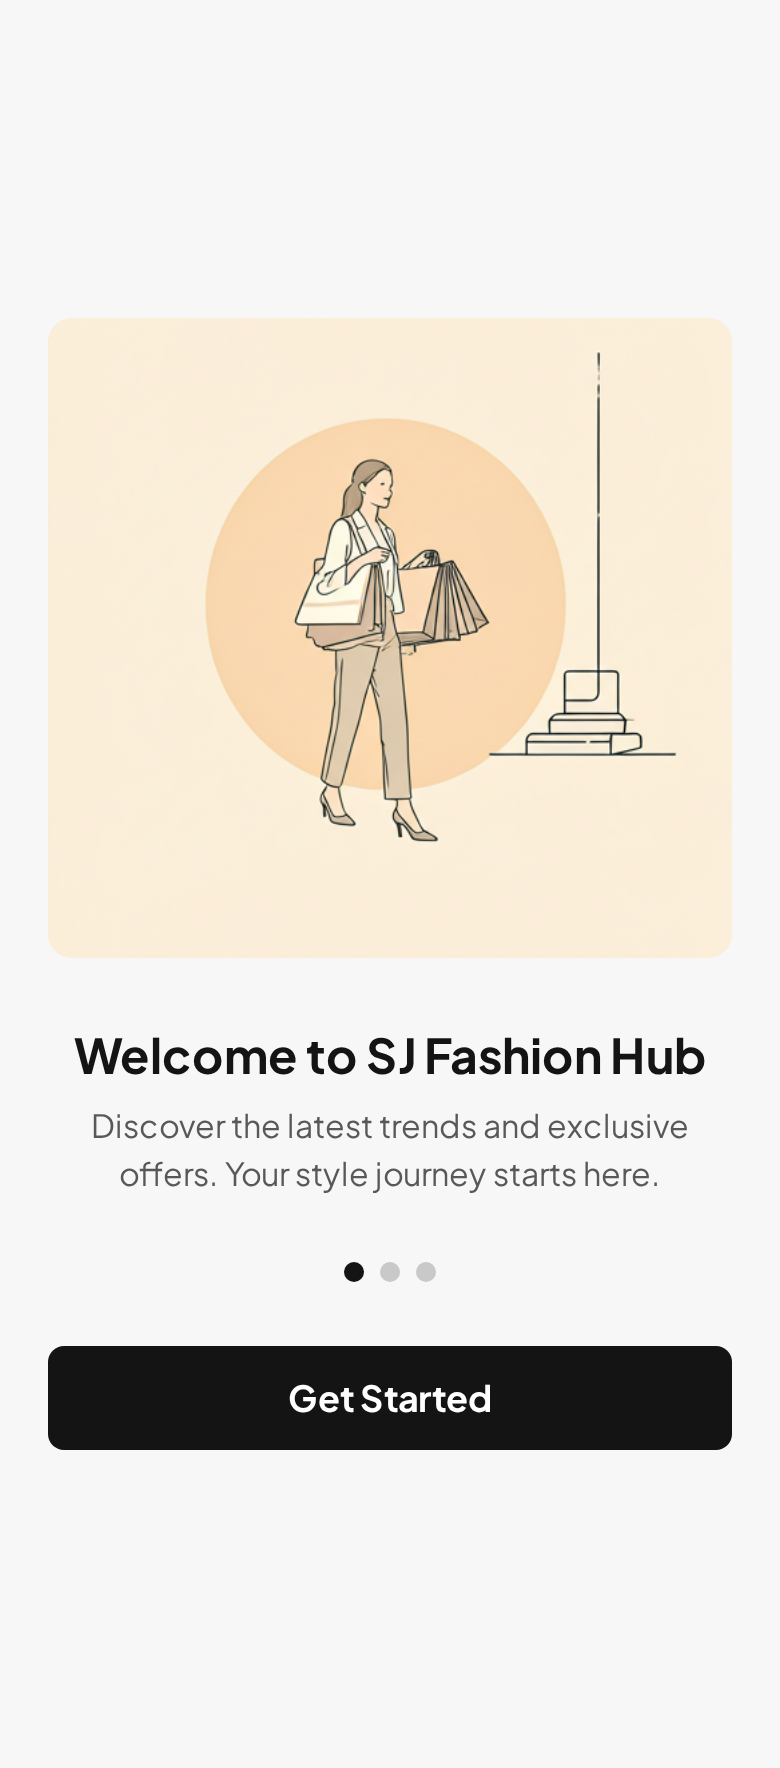 Welcome to SJ Fashion Hub
Discover the latest trends and exclusive
offers. Your style journey starts here.
Get Started